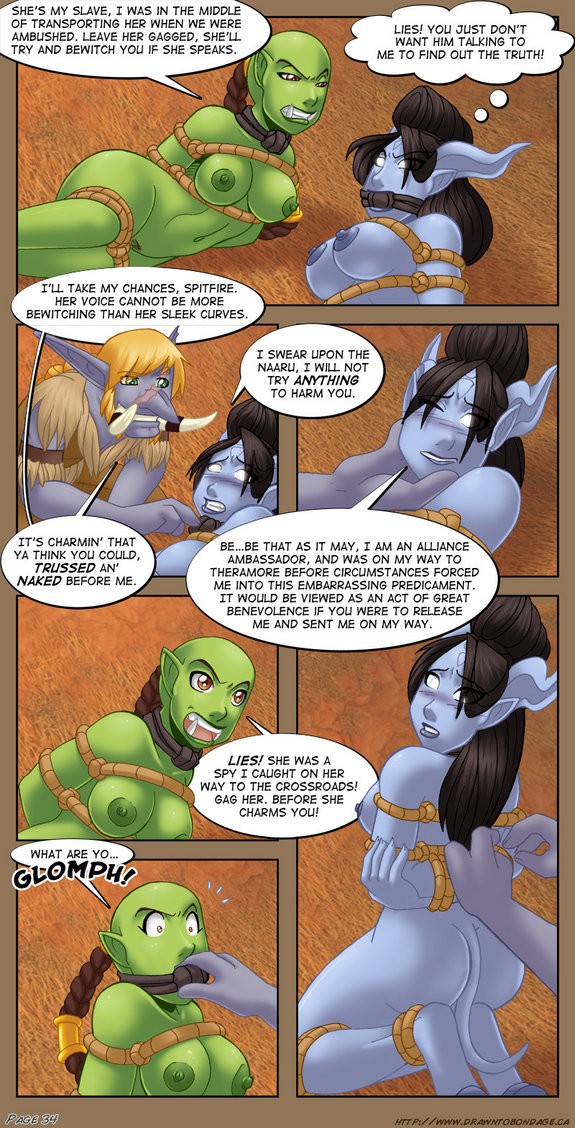 SHE'S MY SLAVE, I WAS IN THE MIDDLE
OF TRANSPORTING HER WHEN WE WERE
AMBUSHED. LEAVE HER GAGGED, SHE'LL
TRY AND BEWITCH YOU IF SHE SPEAKS.
LIES! YOU JUST DON'T
WANT HIM TALKING TO
ME TO FIND OUT THE TRUTH!
I'LL TAKE MY CHANCES, SPITFIRE.
HER VOICE CANNOT BE MORE
BEWITCHING THAN HER SLEEK CURVES.
I SWEAR UPON THE
NAARU, I WILL NOT
TRY ANYTHING
TO HARM YOU.
IT'S CHARMIN' THAT
YA THINK YOU COULD,
TRUSSED AN'
NAKED BEFORE ME.
BE...BE THAT AS IT MAY, I AM AN ALLIANCE
AMBASSADOR, AND WAS ON MY WAY TO
THERAMORE BEFORE CIRCUMSTANCES FORCED
ME INTO THIS EMBARRASSING PREDICAMENT.
IT WOULD BE VIEWED AS AN ACT OF GREAT
BENEVOLENCE IF YOU WERE TO RELEASE
ME AND SENT ME ON MY WAY.
LIES! SHE WAS A
SPY I CAUGHT ON HER
WAY TO THE CROSSROADS!
GAG HER. BEFORE SHE
CHARMS YOU!
WHAT ARE YO...
GLOMPH!
PAGE 34
HTTP://WWW.DRAWNTOBONDAGE.CA